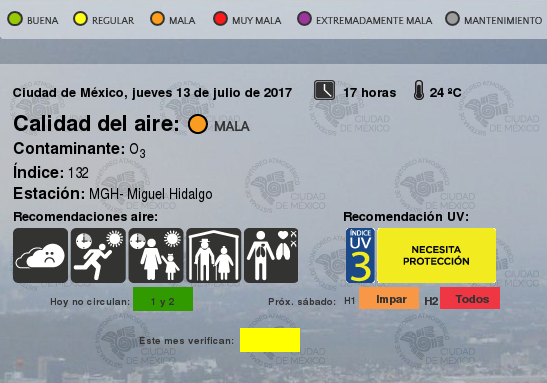 BUENA REGULAR MALA MUY MALA EXTREMADAMENTE MALA MANTENIMIENTO
Ciudad de México, jueves 13 de julio de 2017 17 horas 24 ºC
Calidad del aire: MALA
Contaminante: O3
Índice: 132
Estación: MGH- Miguel Hidalgo
Recomendaciones aire: Recomendación UV:
ÍNDICE
UV
3
NECESITA
PROTECCIÓN
Hoy no circulan: 1 y 2 Próx. sábado: H1 Impar H2 Todos
Este mes verifican:
CIUDAD
DE MÉXICO